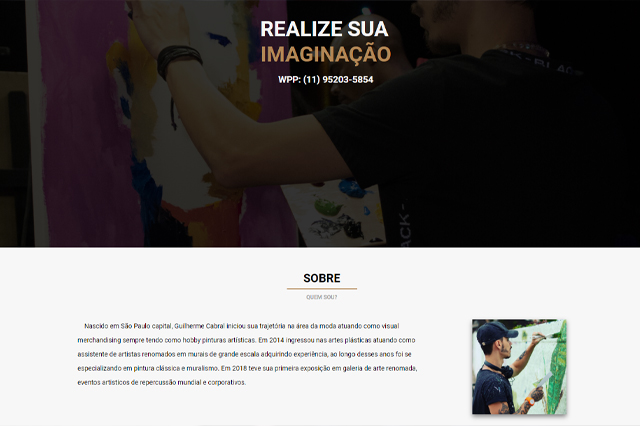 REALIZE SUA
IMAGINAÇÃO
WPP: (11) 95203-5854
CK-BLACK
ACK-
SOBRE
QUEM SOU?
Nascido em São Paulo capital, Guilherme Cabral iniciou sua trajetória na área da moda atuando como visual
merchandising sempre tendo como hobby pinturas artísticas. Em 2014 ingressou nas artes plásticas atuando como
assistente de artistas renomados em murais de grande escala adquirindo experiência, ao longo desses anos foi se
especializando em pintura clássica e muralismo. Em 2018 teve sua primeira exposição em galeria de arte renomada,
eventos artísticos de repercussão mundial e corporativos.